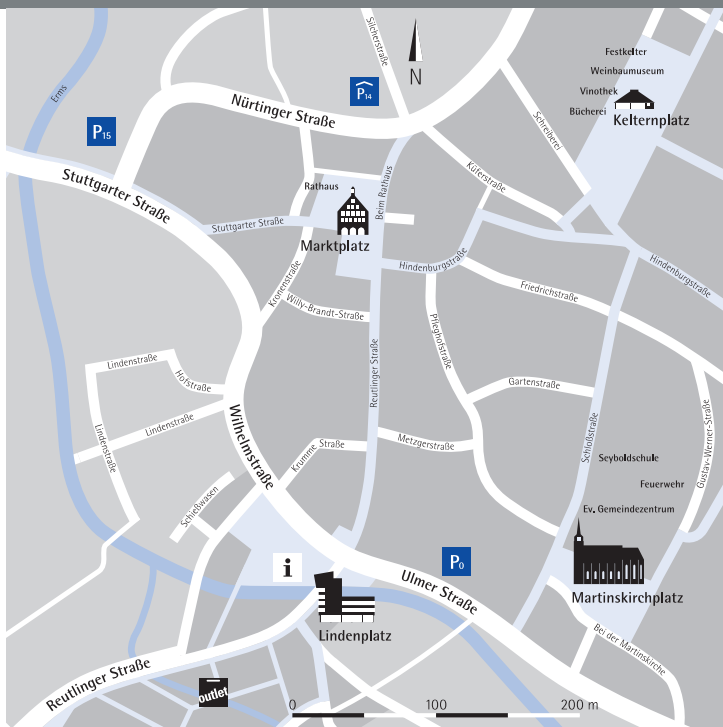 Silcherstraße
N
Festkelter
Weinbaumuseum
Vinothek
Bücherei
Kelternplatz
Erms
P14
Nürtinger Straße
P15
Schreiberei
Stuttgarter Straße
Küferstraße
Rathaus
Beim Rathaus
Stuttgarter Straße
Marktplatz
Hindenburgstraße
Hindenburgstraße
Kronenstraße
Friedrichstraße
Willy-Brandt-Straße
Pfleghofstraße
Reutlinger Straße
Lindenstraße
Hofstraße
Gartenstraße
Lindenstraße
Lindenstraße
Wilhelmstraße
Krumme Straße
Metzgerstraße
Schloßstraße
Gustav-Werner-Straße
Seyboldschule
Feuerwehr
Schießwasen
Ev. Gemeindezentrum
i
P0
Ulmer Straße
Martinskirchplatz
Lindenplatz
Bei der Martinskirche
Reutlinger Straße
outlet
0 100 200 m